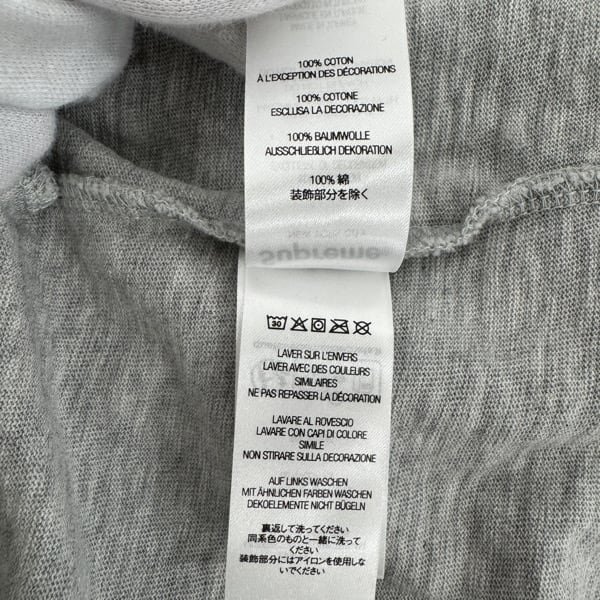 100% COTON
À L'EXCEPTION DES DÉCORATIONS
100% COTONE
ESCLUSA LA DECORAZIONE
100% BAUMWOLLE
AUSSCHLIEBLICH DEKORATION
100% 綿
装飾部分を除く
Supreme
30
LAVER SUR L'ENVERS
LAVER AVEC DES COULEURS
SIMILAIRES
NE PAS REPASSER LA DÉCORATION
LAVARE AL ROVESCIO
LAVARE CON CAPI DI COLORE
SIMILE
NON STIRARE SULLA DECORAZIONE
AUF LINKS WASCHEN
MIT ÄHNLICHEN FARBEN WASCHEN
DEKOELEMENTE NICHT BÜGELN
裏返して洗ってください
同系色のものと一緒に洗って
ください
装飾部分にはアイロンを使用しな
いでください